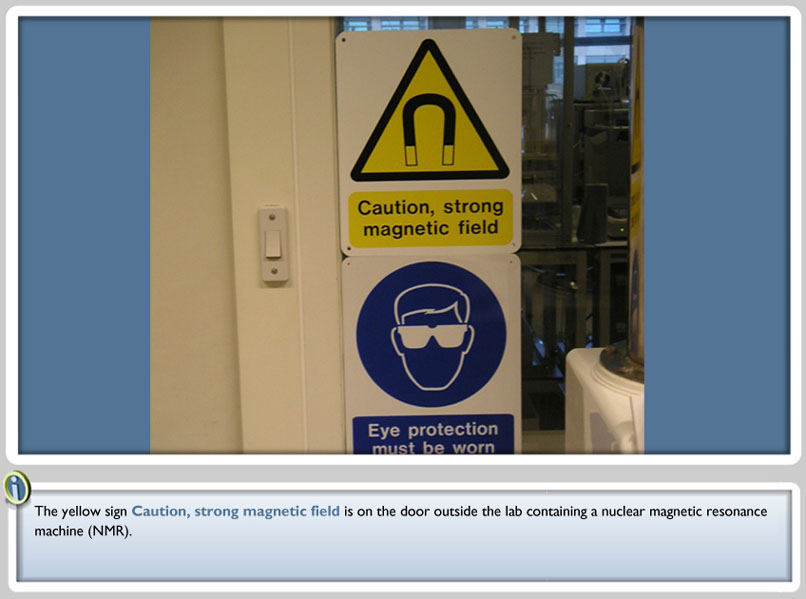 Caution, strong
magnetic field
Eye protection
must be worn
The yellow sign Caution, strong magnetic field is on the door outside the lab containing a nuclear magnetic resonance
machine (NMR).